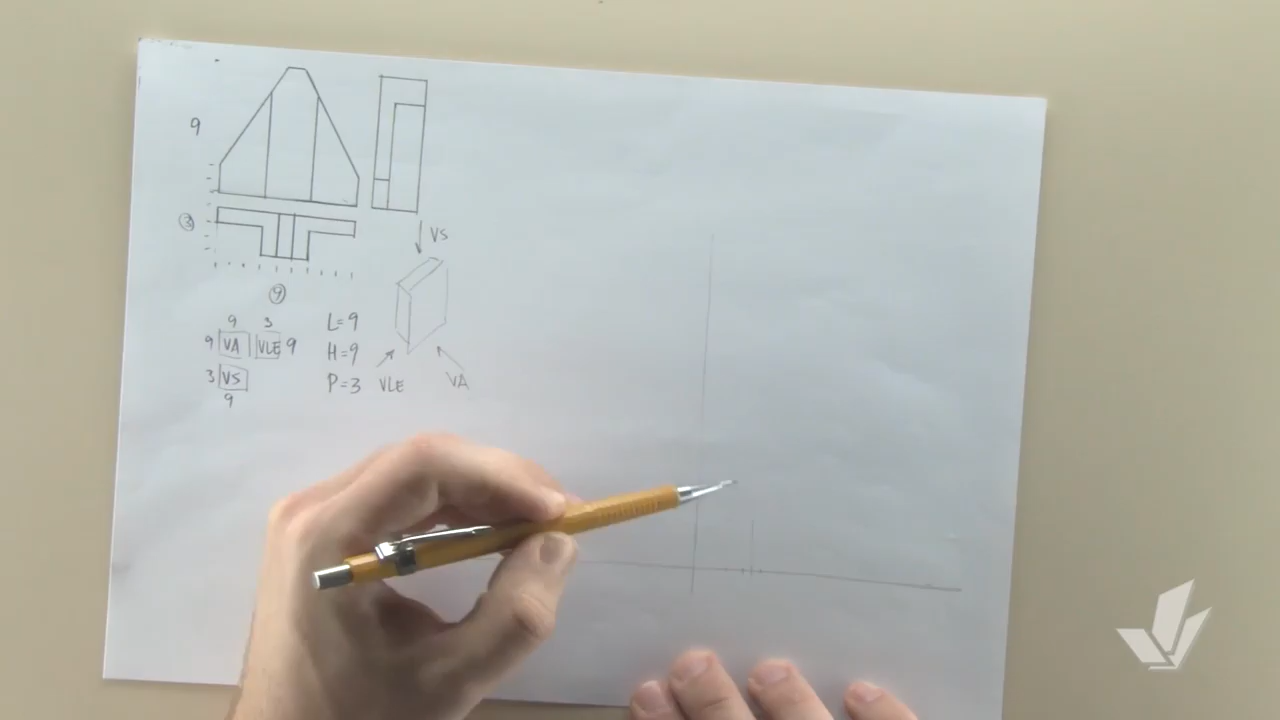 9
③
VS
⑨
9 3 L=9
9 VA VLE 9 H=9
3 VS P=3 VLE VA
9